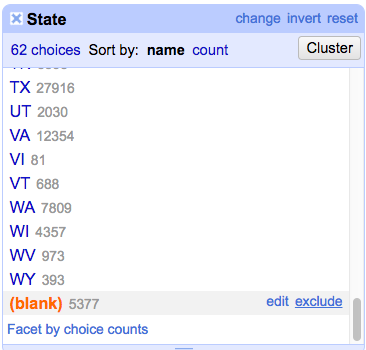 State change invert reset
62 choices Sort by: name count Cluster
TX 27916
UT 2030
VA 12354
VI 81
VT 688
WA 7809
WI 4357
WV 973
WY 393
(blank) 5377 edit exclude
Facet by choice counts